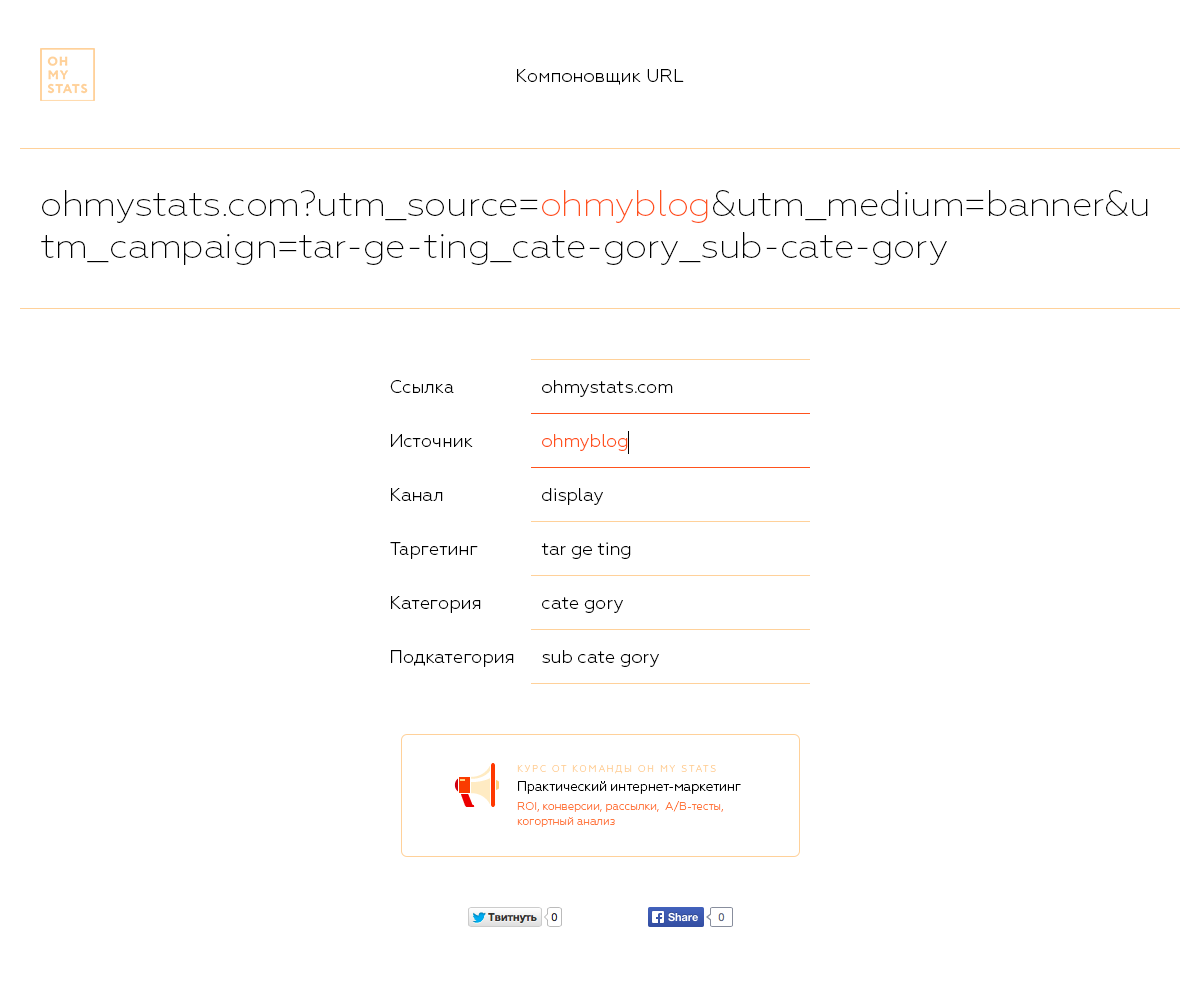 OH
MY
STATS
Компоновщик URL
ohmystats.com?utm_source=ohmyblog&utm_medium=banner&u
tm_campaign=tar-ge-ting_cate-gory_sub-cate-gory
Ссылка ohmystats.com
Источник ohmyblog
Канал display
Таргетинг tar ge ting
Категория cate gory
Подкатегория sub cate gory
КУРС ОТ КОМАНДЫ OH MY STATS
Практический интернет-маркетинг
ROI, конверсии, рассылки, A/B-тесты,
когортный анализ
Твитнуть 0 Share 0